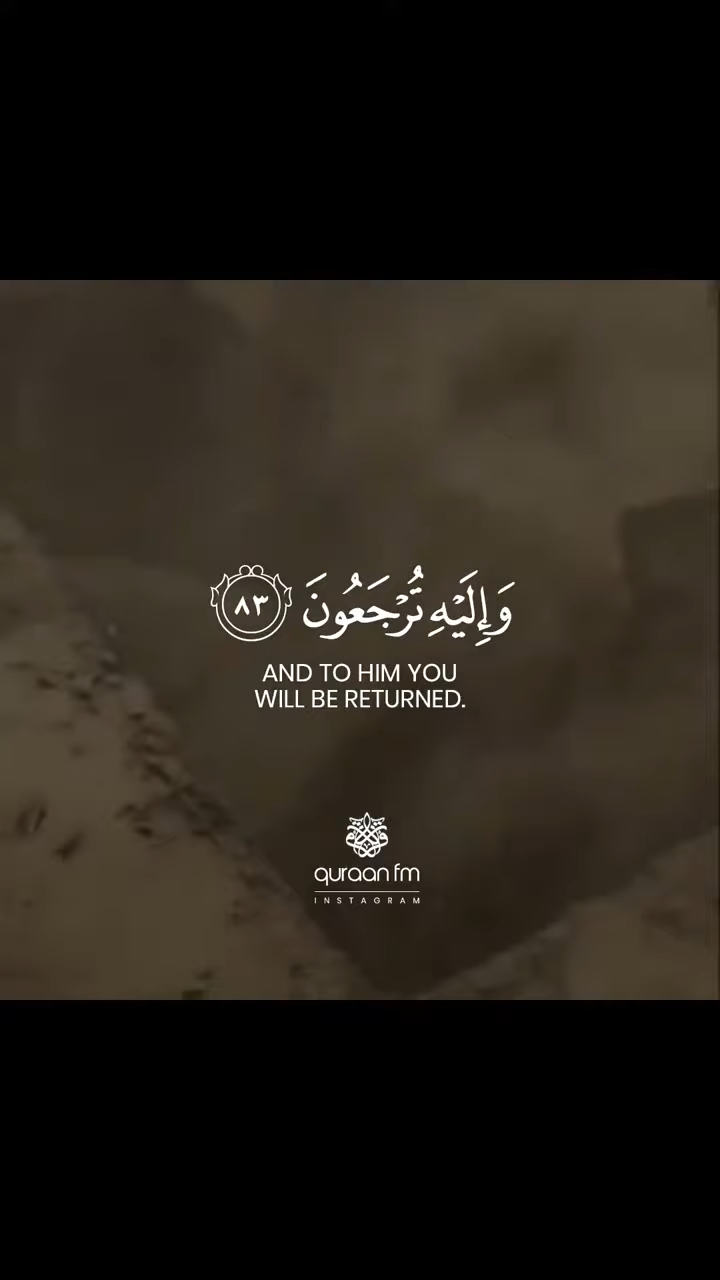 وَإِلَيْهِ تُرْجَعُونَ ٨٣
AND TO HIM YOU
WILL BE RETURNED.
quraan fm
INSTAGRAM